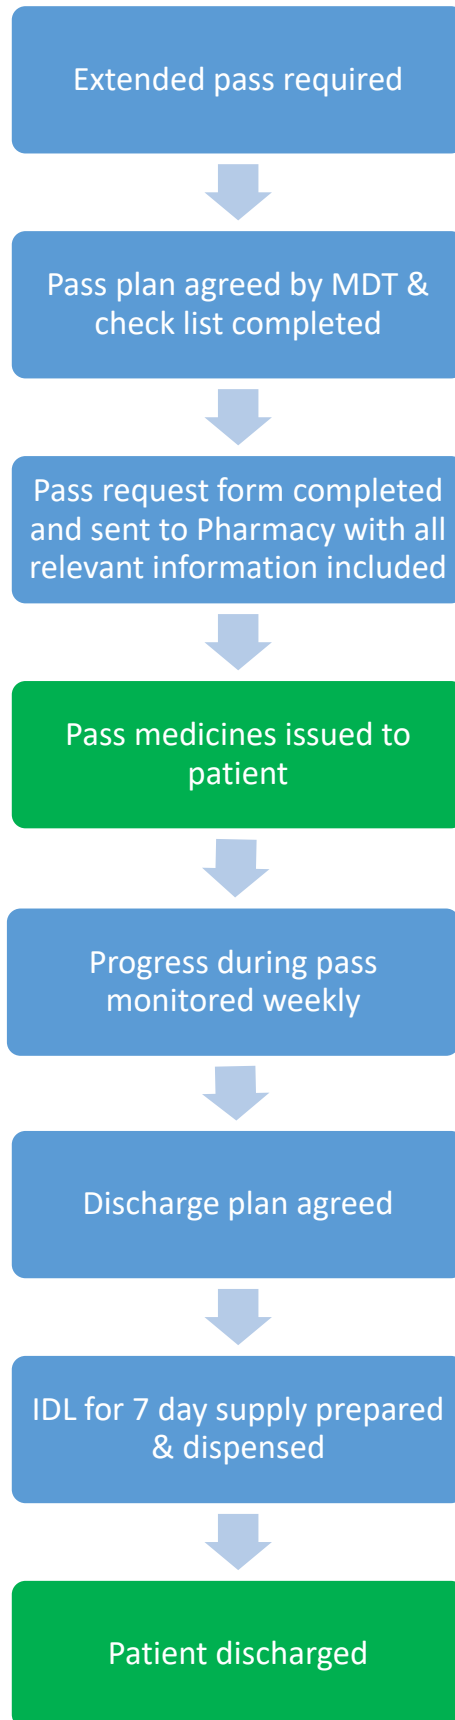 Extended pass required
Pass plan agreed by MDT &
check list completed
Pass request form completed
and sent to Pharmacy with all
relevant information included
Pass medicines issued to
patient
Progress during pass
monitored weekly
Discharge plan agreed
IDL for 7 day supply prepared
& dispensed
Patient discharged